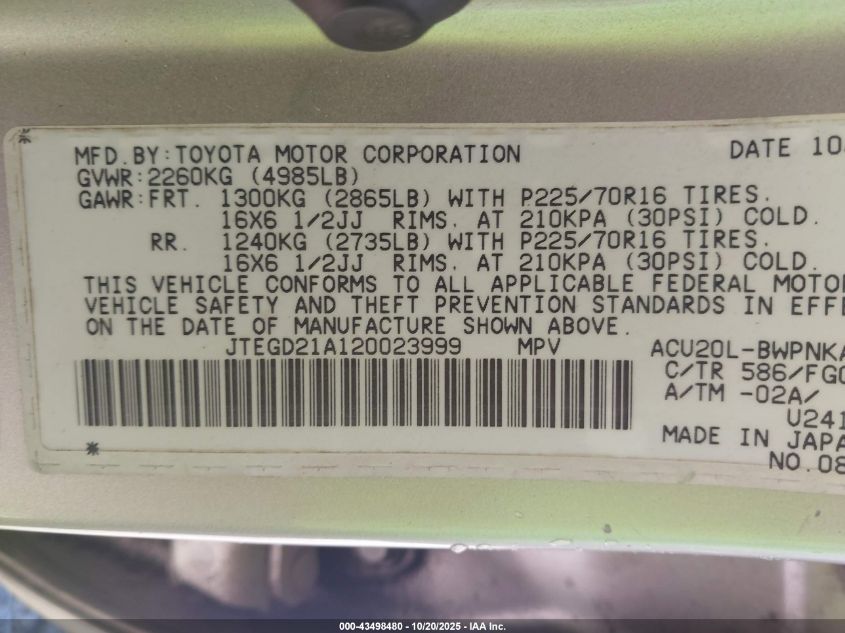 MFD.BY:TOYOTA MOTOR CORPORATION DATE 10
GVWR:2260KG (4985LB)
GAWR:FRT. 1300KG (2865LB) WITH P225/70R16 TIRES.
16X6 1/2JJ RIMS. AT 210KPA (30PSI) COLD.
RR. 1240KG (2735LB) WITH P225/70R16 TIRES.
16X6 1/2JJ RIMS. AT 210KPA (30PSI) COLD.
THIS VEHICLE CONFORMS TO ALL APPLICABLE FEDERAL MOTO
VEHICLE SAFETY AND THEFT PREVENTION STANDARDS IN EFF
ON THE DATE OF MANUFACTURE SHOWN ABOVE.
JTEGD21A120023999 MPV ACU20L-BWPNKA
C/TR 586/FG
A/TM -02A/
U241
MADE IN JAPA
NO.08
000-43498480 - 10/20/2025 - IAA Inc.